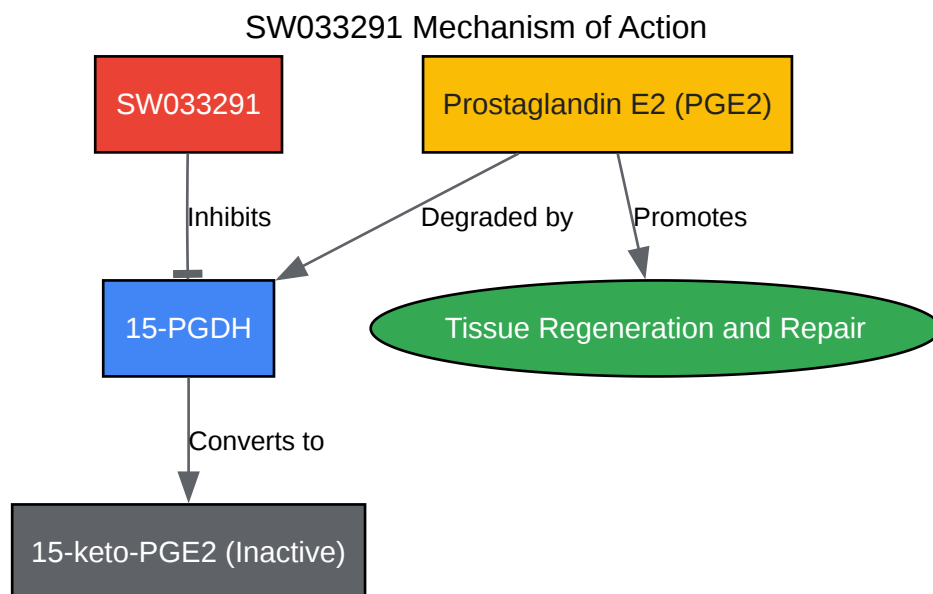 SW033291 Mechanism of Action
SW033291
Prostaglandin E2 (PGE2)
Inhibits
Degraded by
Promotes
15-PGDH
Tissue Regeneration and Repair
Converts to
15-keto-PGE2 (Inactive)